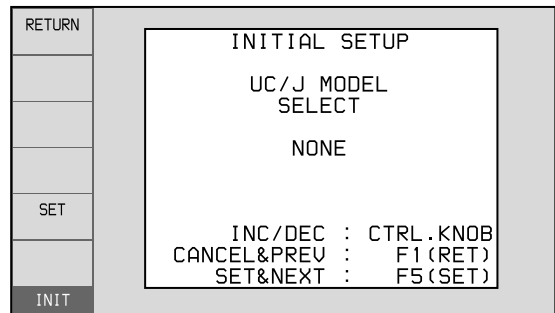 RETURN
SET
INIT
INITIAL SETUP
UC/J MODEL
SELECT
NONE
INC/DEC : CTRL.KNOB
CANCEL&PREV : F1(RET)
SET&NEXT : F5(SET)